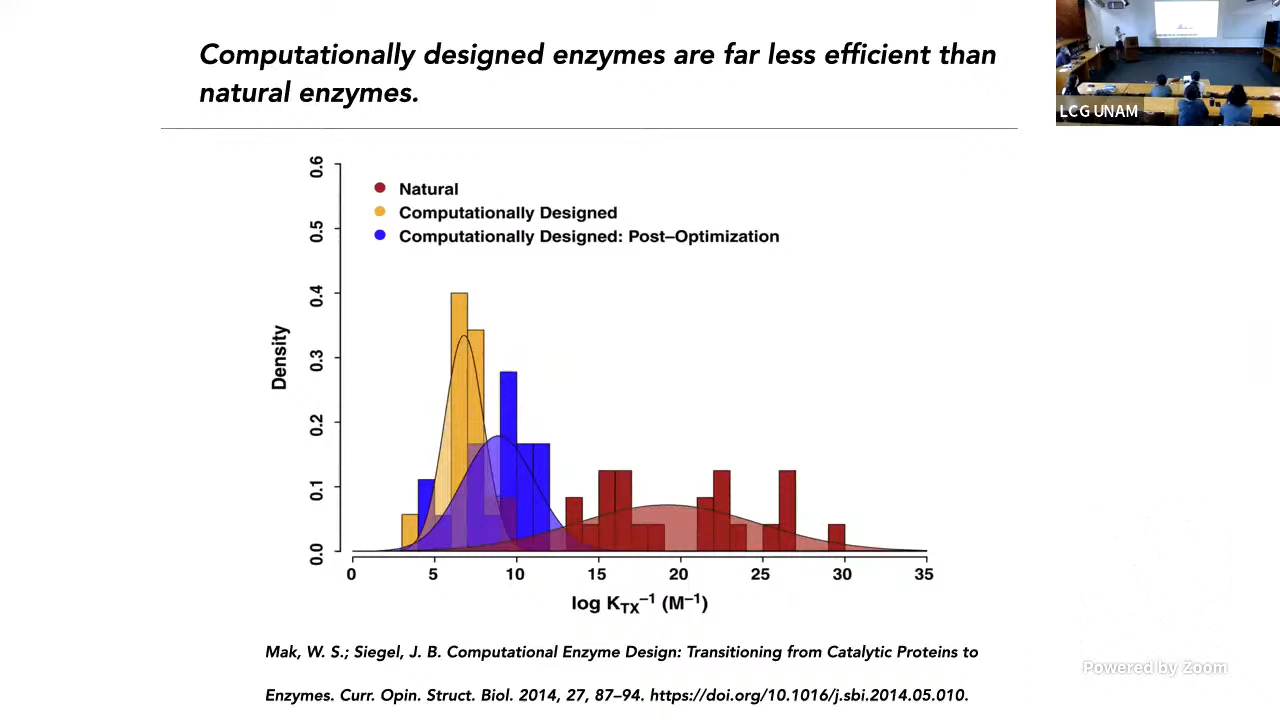 Computationally designed enzymes are far less efficient than
natural enzymes.
LCG UNAM
Natural
Computationally Designed
Computationally Designed: Post–Optimization
Density
0.6
0.5
0.4
0.3
0.2
0.1
0.0
0 5 10 15 20 25 30 35
log K_TX⁻¹ (M⁻¹)
Mak, W. S.; Siegel, J. B. Computational Enzyme Design: Transitioning from Catalytic Proteins to
Enzymes. Curr. Opin. Struct. Biol. 2014, 27, 87–94. https://doi.org/10.1016/j.sbi.2014.05.010.
Powered by Zoom